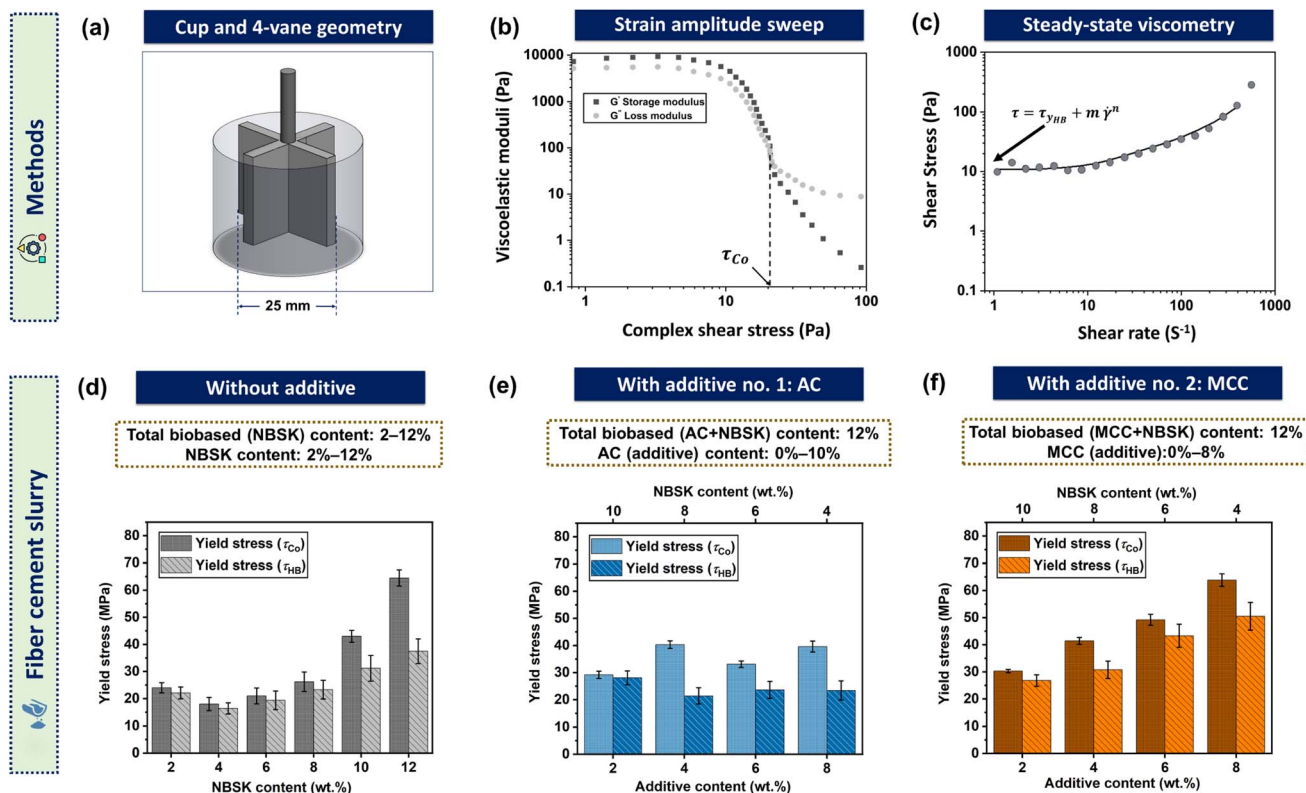 Methods
(a)
Cup and 4-vane geometry
25 mm
(b)
Strain amplitude sweep
Viscoelastic moduli (Pa)
10000
1000
100
10
1
0.1
G' Storage modulus
G'' Loss modulus
τCo
1
10
100
Complex shear stress (Pa)
(c)
Steady-state viscometry
Shear Stress (Pa)
1000
100
10
1
0.1
τ = τyHB + m γ̇ⁿ
1
10
100
1000
Shear rate (S⁻¹)
Fiber cement slurry
(d)
Without additive
Total biobased (NBSK) content: 2–12%
NBSK content: 2%–12%
Yield stress (MPa)
80
70
60
50
40
30
20
10
0
Yield stress (τCo)
Yield stress (τHB)
2
4
6
8
10
12
NBSK content (wt.%)
(e)
With additive no. 1: AC
Total biobased (AC+NBSK) content: 12%
AC (additive) content: 0%–10%
NBSK content (wt.%)
10
8
6
4
Yield stress (MPa)
80
70
60
50
40
30
20
10
0
Yield stress (τCo)
Yield stress (τHB)
2
4
6
8
Additive content (wt.%)
(f)
With additive no. 2: MCC
Total biobased (MCC+NBSK) content: 12%
MCC (additive):0%–8%
NBSK content (wt.%)
10
8
6
4
Yield stress (MPa)
80
70
60
50
40
30
20
10
0
Yield stress (τCo)
Yield stress (τHB)
2
4
6
8
Additive content (wt.%)